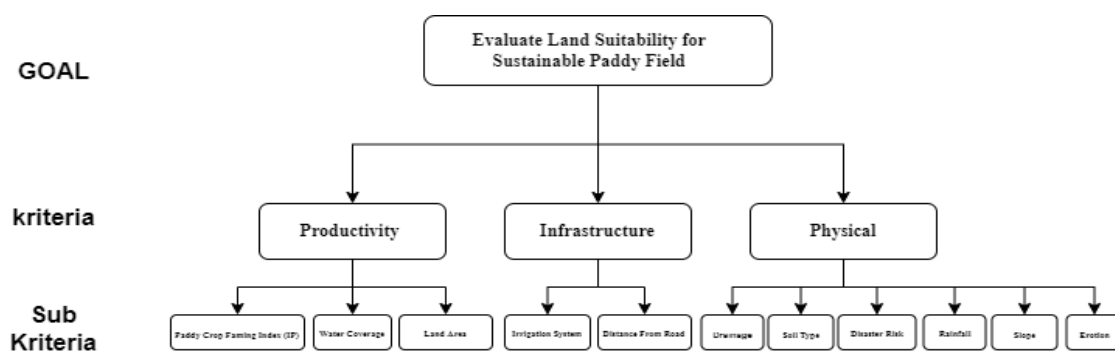 Evaluate Land Suitability for
Sustainable Paddy Field
GOAL
kriteria
Productivity
Infrastructure
Physical
Sub
Kriteria
Paddy Crop Faming Index (IP)
Water Coverage
Land Area
Irrigation System
Distance From Road
Drainage
Soil Type
Disaster Risk
Rainfall
Slope
Erotion